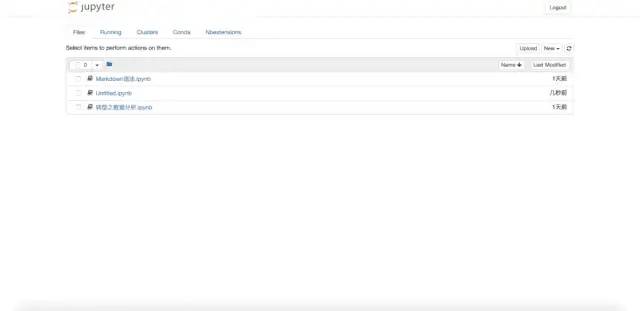 jupyter
Logout
Files Running Clusters Conda Nbextensions
Select items to perform actions on them.
Upload New
0 Name Last Modified
Markdown语法.ipynb 1天前
Untitled.ipynb 几秒前
转型之数据分析.ipynb 1天前